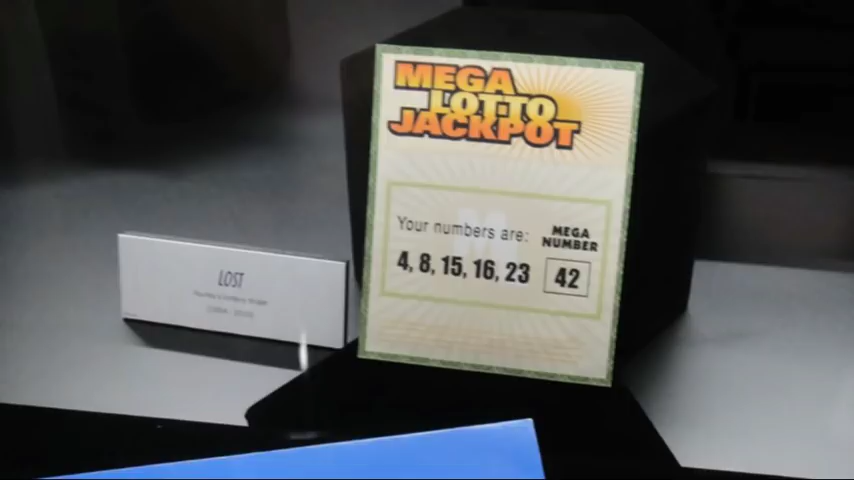 MEGA
LOTTO
JACKPOT
Your numbers are:
MEGA
NUMBER
4, 8, 15, 16, 23
42
LOST